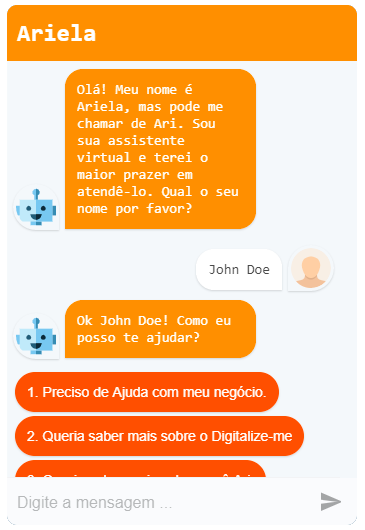 Ariela
Olá! Meu nome é
Ariela, mas pode me
chamar de Ari. Sou
sua assistente
virtual e terei o
maior prazer em
atendê-lo. Qual o seu
nome por favor?
John Doe
Ok John Doe! Como eu
posso te ajudar?
1. Preciso de Ajuda com meu negócio.
2. Queria saber mais sobre o Digitalize-me
Digite a mensagem ...